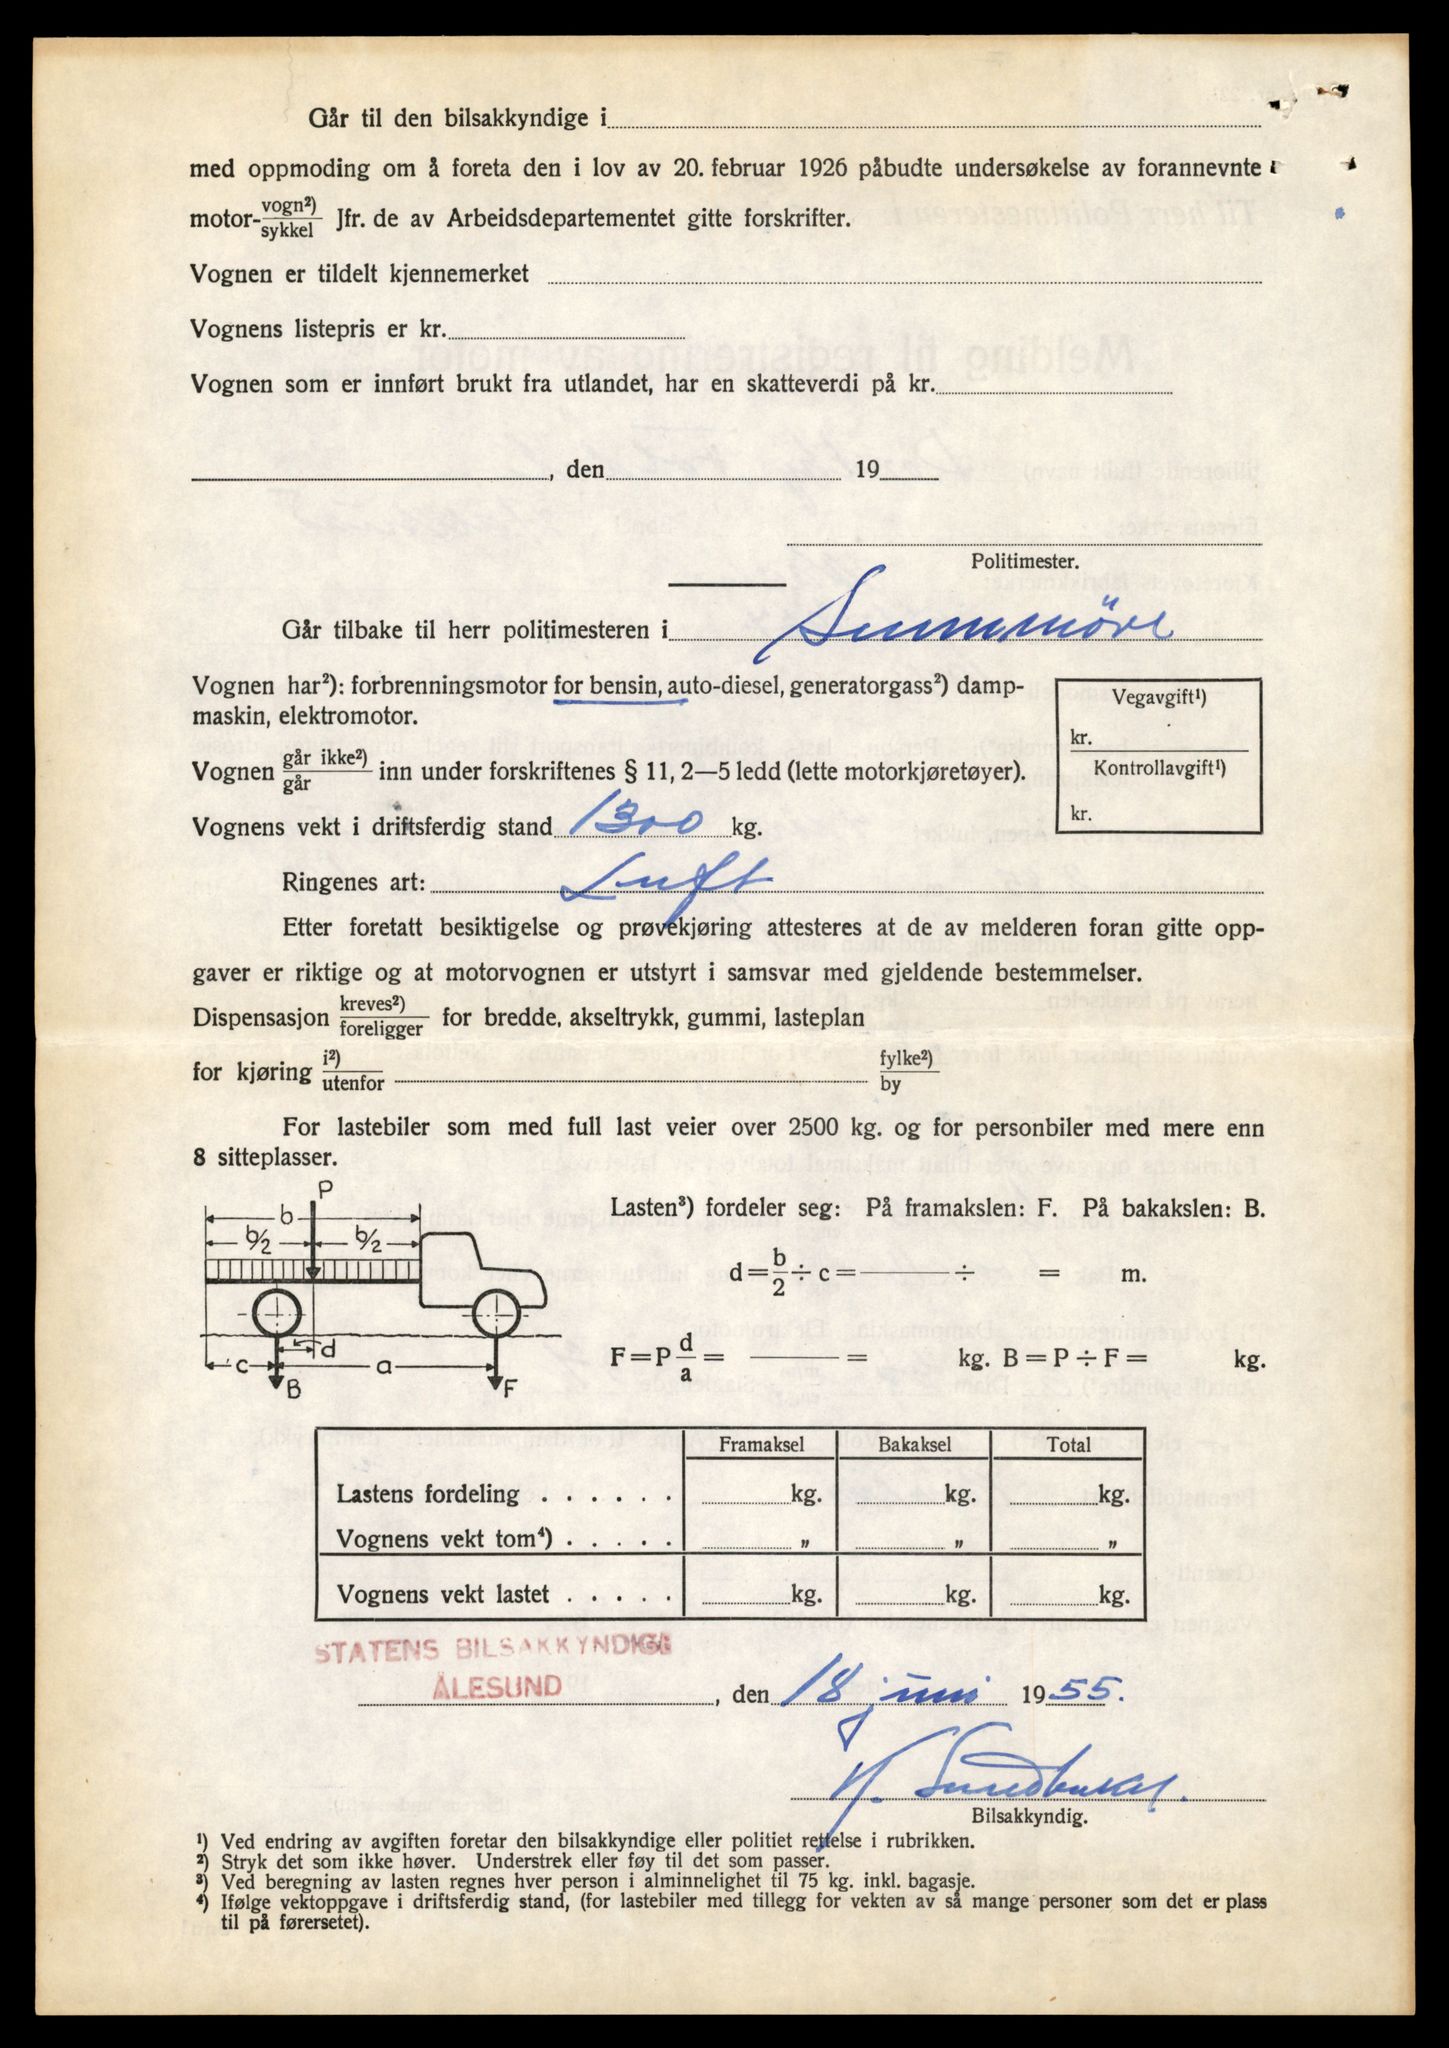 Går til den bilsakkyndige i
med oppmoding om å foreta den i lov av 20. februar 1926 påbudte undersøkelse av forannevnte
motor- vogn²) / sykkel Jfr. de av Arbeidsdepartementet gitte forskrifter.
Vognen er tildelt kjennemerket
Vognens listepris er kr.
Vognen som er innført brukt fra utlandet, har en skatteverdi på kr.
, den 19
Politimester.
Går tilbake til herr politimesteren i Sunnmöre
Vognen har²): forbrenningsmotor for bensin, auto-diesel, generatorgass²) damp-
maskin, elektromotor.
Vegavgift¹)
kr.
Kontrollavgift¹)
kr.
Vognen går ikke²) / går inn under forskriftenes § 11, 2—5 ledd (lette motorkjøretøyer).
Vognens vekt i driftsferdig stand 1300 kg.
Ringenes art: Luft
Etter foretatt besiktigelse og prøvekjøring attesteres at de av melderen foran gitte opp-
gaver er riktige og at motorvognen er utstyrt i samsvar med gjeldende bestemmelser.
Dispensasjon kreves²) / foreligger for bredde, akseltrykk, gummi, lasteplan
for kjøring i²) / utenfor fylke²) / by
For lastebiler som med full last veier over 2500 kg. og for personbiler med mere enn
8 sitteplasser.
P
b
b/2 b/2
d
c a
B F
Lasten³) fordeler seg: På framakslen: F. På bakakslen: B.
d = b/2 ÷ c = ÷ = m.
F = P d/a = = kg. B = P ÷ F = kg.
Framaksel Bakaksel Total
Lastens fordeling . . . . . . kg. kg. kg.
Vognens vekt tom⁴) . . . . . „ „ „
Vognens vekt lastet . . . . . kg. kg. kg.
STATENS BILSAKKYNDIGE
ÅLESUND , den 18 juni 1955.
Bilsakkyndig.
¹) Ved endring av avgiften foretar den bilsakkyndige eller politiet rettelse i rubrikken.
²) Stryk det som ikke høver. Understrek eller føy til det som passer.
³) Ved beregning av lasten regnes hver person i alminnelighet til 75 kg. inkl. bagasje.
⁴) Ifølge vektoppgave i driftsferdig stand, (for lastebiler med tillegg for vekten av så mange personer som det er plass
til på førersetet).